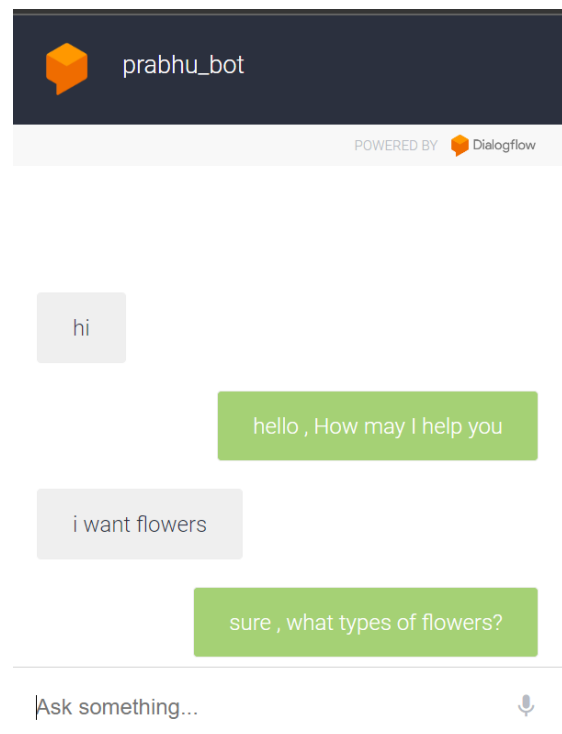 prabhu_bot
POWERED BY Dialogflow
hi
hello , How may I help you
i want flowers
sure , what types of flowers?
Ask something...